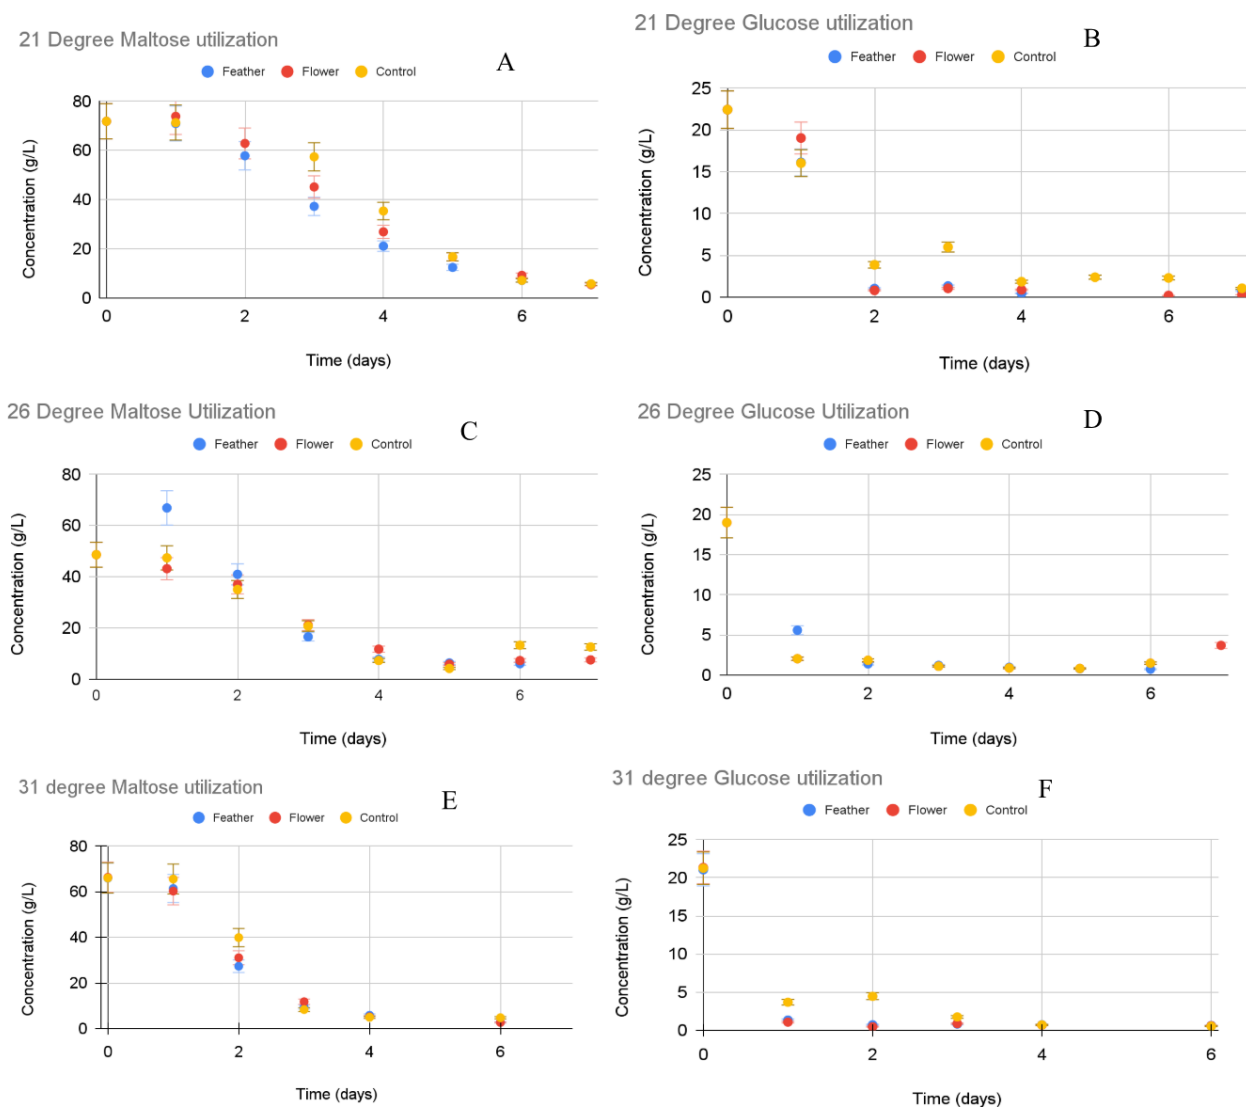 21 Degree Maltose utilization
A
Feather Flower Control
Concentration (g/L)
80
60
40
20
0
0 2 4 6
Time (days)
21 Degree Glucose utilization
B
Feather Flower Control
Concentration (g/L)
25
20
15
10
5
0
0 2 4 6
Time (days)
26 Degree Maltose Utilization
C
Feather Flower Control
Concentration (g/L)
80
60
40
20
0
0 2 4 6
Time (days)
26 Degree Glucose Utilization
D
Feather Flower Control
Concentration (g/L)
25
20
15
10
5
0
0 2 4 6
Time (days)
31 degree Maltose utilization
E
Feather Flower Control
Concentration (g/L)
80
60
40
20
0
0 2 4 6
Time (days)
31 degree Glucose utilization
F
Feather Flower Control
Concentration (g/L)
25
20
15
10
5
0
0 2 4 6
Time (days)